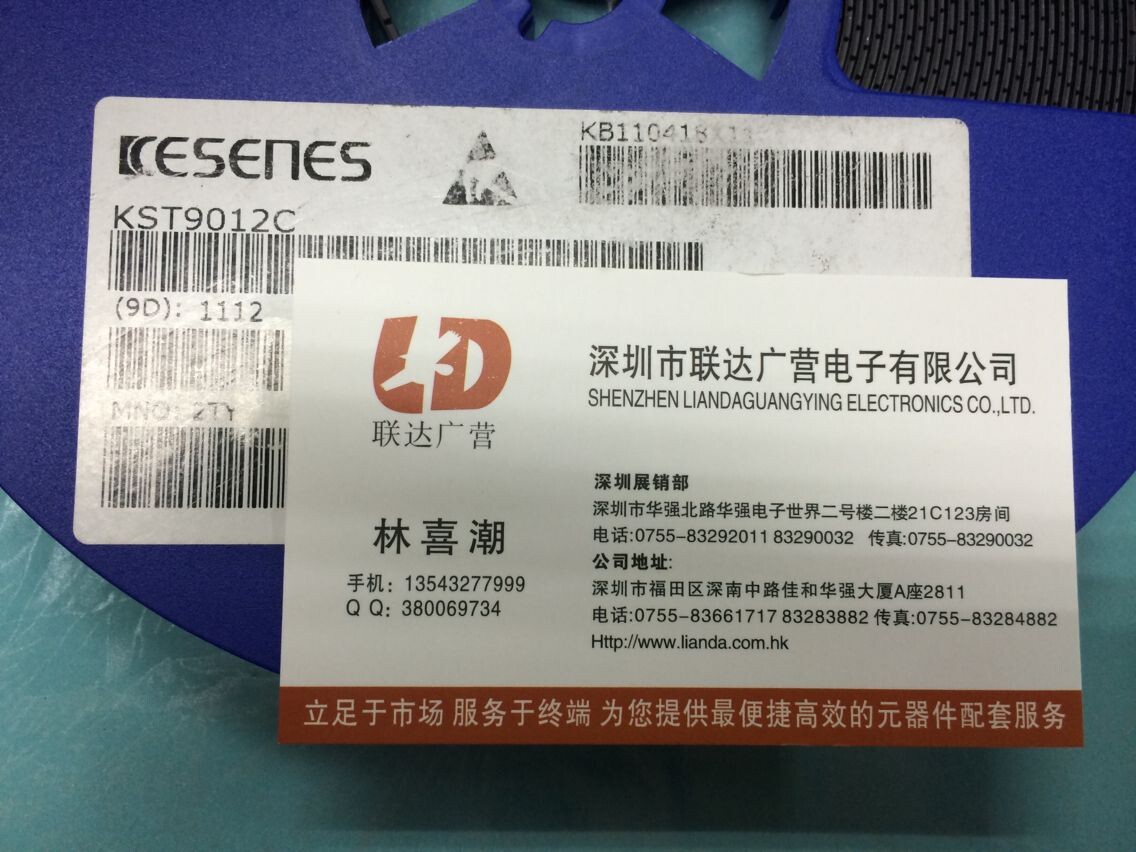 KESENES
KB110418X11
KST9012C
(9D): 1112
MNO: 2TY
LD
联达广营
深圳市联达广营电子有限公司
SHENZHEN LIANDAGUANGYING ELECTRONICS CO.,LTD.
林喜潮
手机: 13543277999
QQ: 380069734
深圳展销部
深圳市华强北路华强电子世界二号楼二楼21C123房间
电话:0755-83292011 83290032 传真:0755-83290032
公司地址:
深圳市福田区深南中路佳和华强大厦A座2811
电话:0755-83661717 83283882 传真:0755-83284882
Http://www.lianda.com.hk
立足于市场 服务于终端 为您提供最便捷高效的元器件配套服务